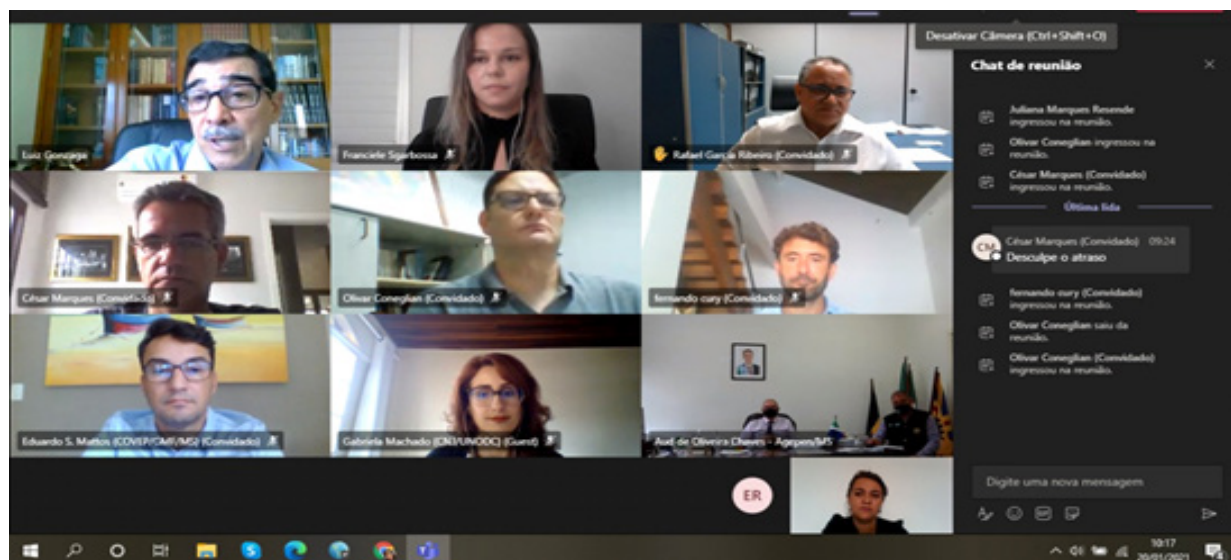 Desativar Câmera (Ctrl+Shift+O)
Chat de reunião
Juliana Marques Resende
ingressou na reunião.
Olivar Coneglian ingressou na
reunião.
César Marques (Convidado)
ingressou na reunião.
Última lida
CM
César Marques (Convidado) 09:24
Desculpe o atraso
fernando cury (Convidado)
ingressou na reunião.
Olivar Coneglian saiu da
reunião.
Olivar Coneglian (Convidado)
ingressou na reunião.
Digite uma nova mensagem
Luiz Gonzaga
Franciele Sgarbossa
Rafael Garcia Ribeiro (Convidado)
César Marques (Convidado)
Olivar Coneglian (Convidado)
fernando cury (Convidado)
Eduardo S. Mattos (COVEP/GMF/MS) (Convidado)
Gabriela Machado (CNJ/UNODC) (Guest)
Aud de Oliveira Chaves - Agepen/MS
ER
10:17
20/01/2021